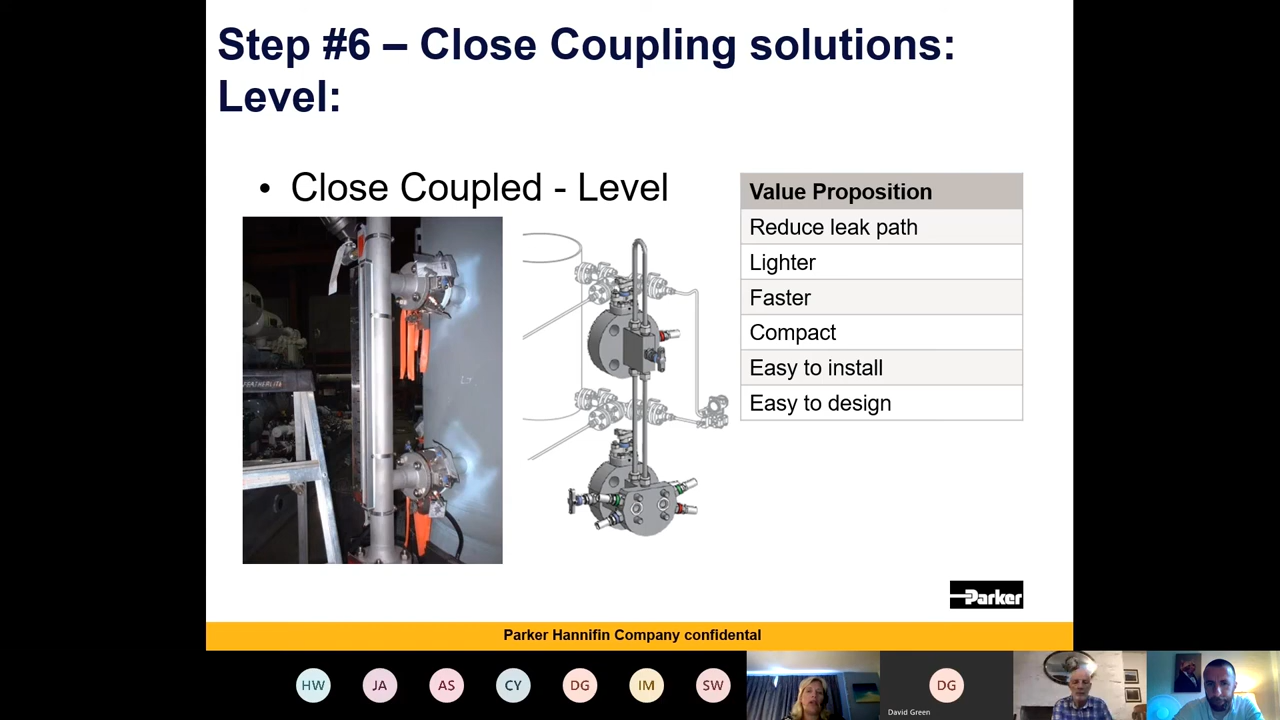 Step #6 – Close Coupling solutions:
Level:
• Close Coupled - Level
Value Proposition
Reduce leak path
Lighter
Faster
Compact
Easy to install
Easy to design
Parker
Parker Hannifin Company confidental
HW
JA
AS
CY
DG
IM
SW
DG
David Green